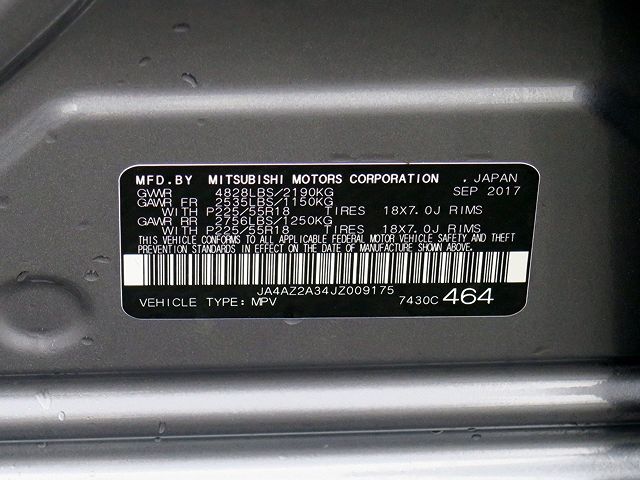 MFD. BY MITSUBISHI MOTORS CORPORATION , JAPAN
GVWR 4828LBS/2190KG SEP 2017
GAWR FR 2535LBS/1150KG
WITH P225/55R18 TIRES 18X7.0J RIMS
GAWR RR 2756LBS/1250KG
WITH P225/55R18 TIRES 18X7.0J RIMS
THIS VEHICLE CONFORMS TO ALL APPLICABLE FEDERAL MOTOR VEHICLE SAFETY AND THEFT
PREVENTION STANDARDS IN EFFECT ON THE DATE OF MANUFACTURE SHOWN ABOVE.
JA4AZ2A34JZ009175
VEHICLE TYPE: MPV 7430C 464